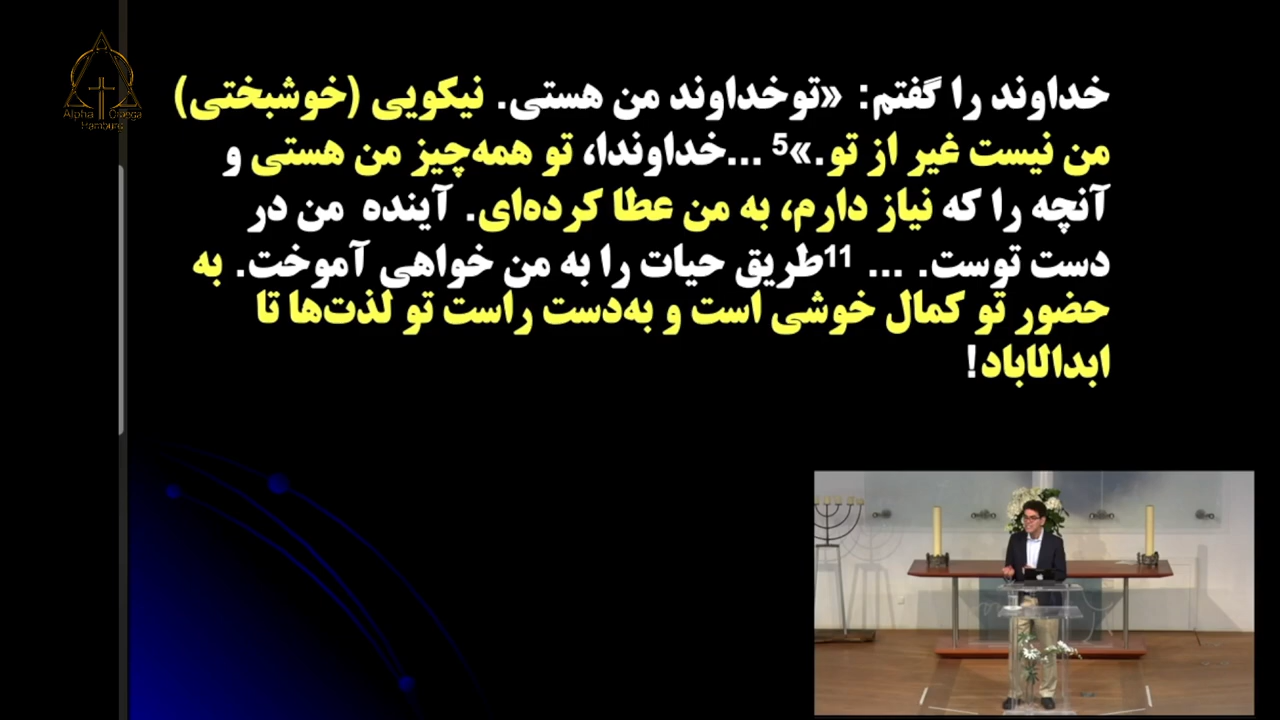 Alpha Omega
Hamburg
خداوند را گفتم: «توخداوند من هستی. نیکویی (خوشبختی)
من نیست غیر از تو.»5 ...خداوندا، تو همه‌چیز من هستی و
آنچه را که نیاز دارم، به من عطا کرده‌ای. آینده من در
دست توست. ... 11طریق حیات را به من خواهی آموخت. به
حضور تو کمال خوشی است و به‌دست راست تو لذت‌ها تا
ابدالاباد!